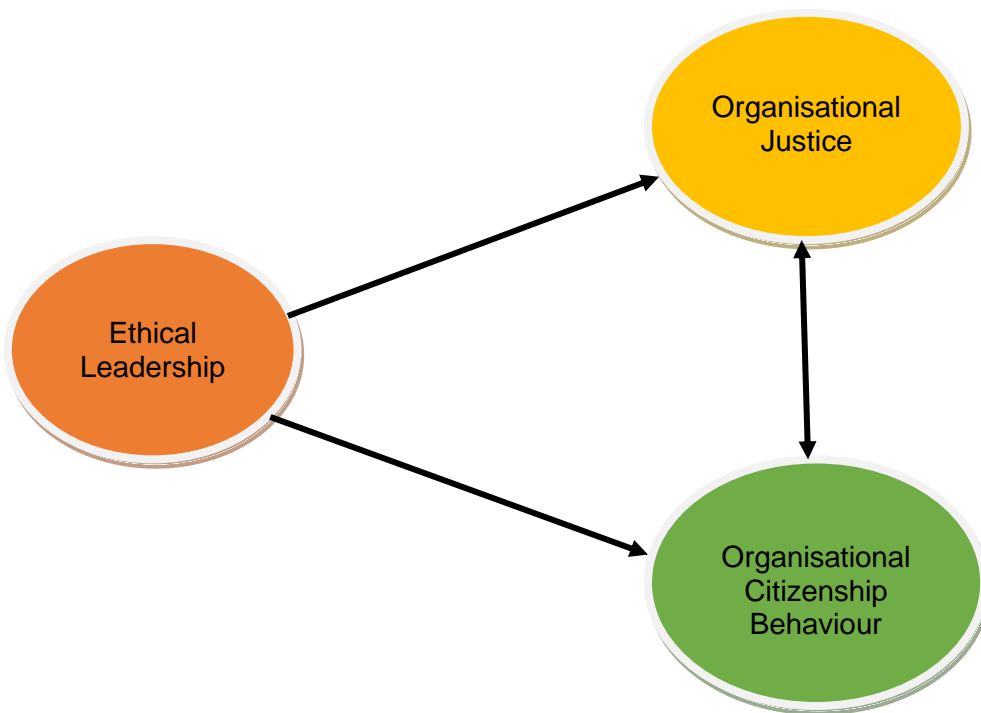 Organisational
Justice
Ethical
Leadership
Organisational
Citizenship
Behaviour